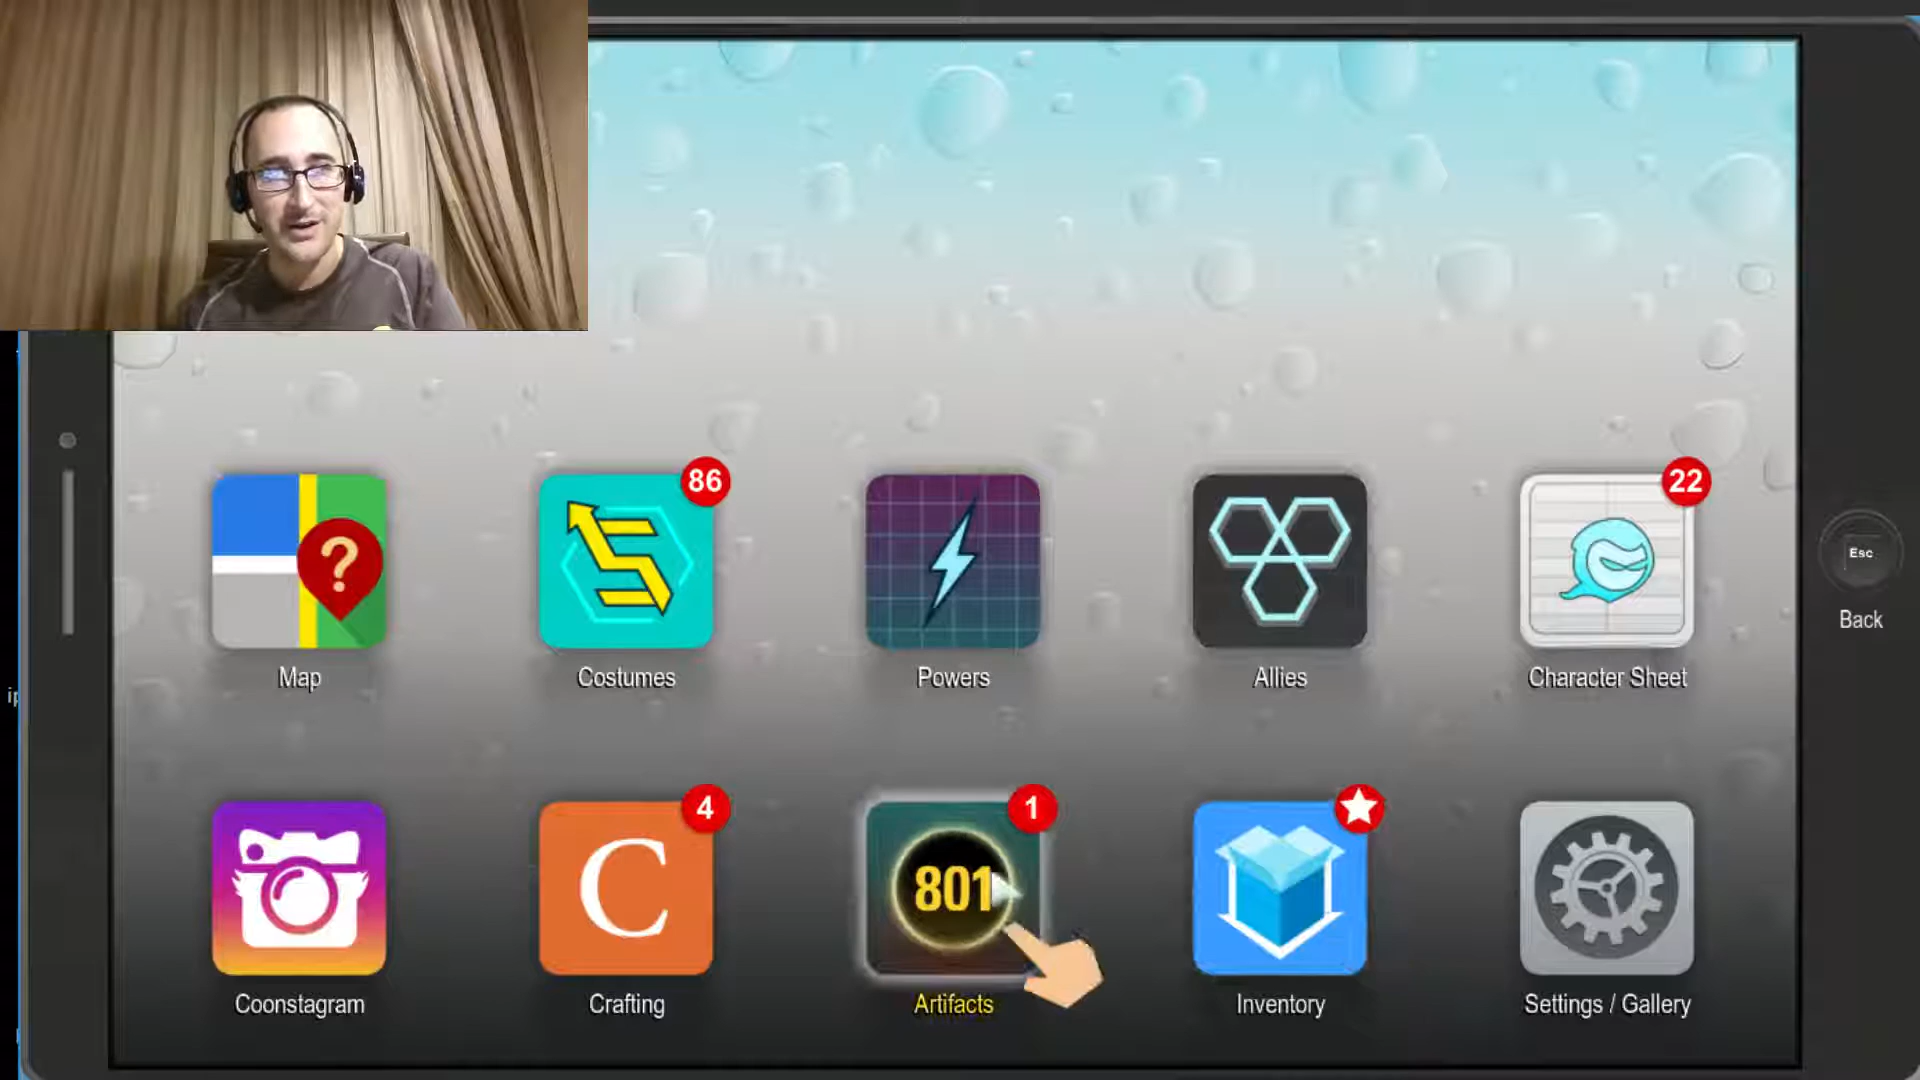 86
22
Map
Costumes
Powers
Allies
Character Sheet
Esc
Back
4
1
C
801
Coonstagram
Crafting
Artifacts
Inventory
Settings / Gallery